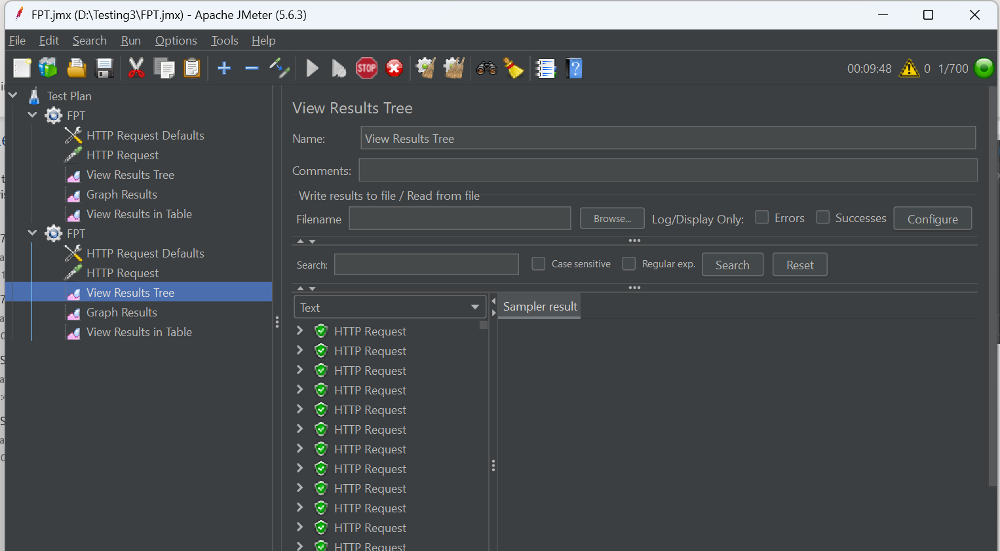 FPT.jmx (D:\Testing3\FPT.jmx) - Apache JMeter (5.6.3)
File Edit Search Run Options Tools Help
STOP
00:09:48 0 1/700
Test Plan
FPT
HTTP Request Defaults
HTTP Request
View Results Tree
Graph Results
View Results in Table
FPT
HTTP Request Defaults
HTTP Request
View Results Tree
Graph Results
View Results in Table
View Results Tree
Name: View Results Tree
Comments:
Write results to file / Read from file
Filename Browse... Log/Display Only: Errors Successes Configure
Search: Case sensitive Regular exp. Search Reset
Text
Sampler result
HTTP Request
HTTP Request
HTTP Request
HTTP Request
HTTP Request
HTTP Request
HTTP Request
HTTP Request
HTTP Request
HTTP Request
HTTP Request
HTTP Request